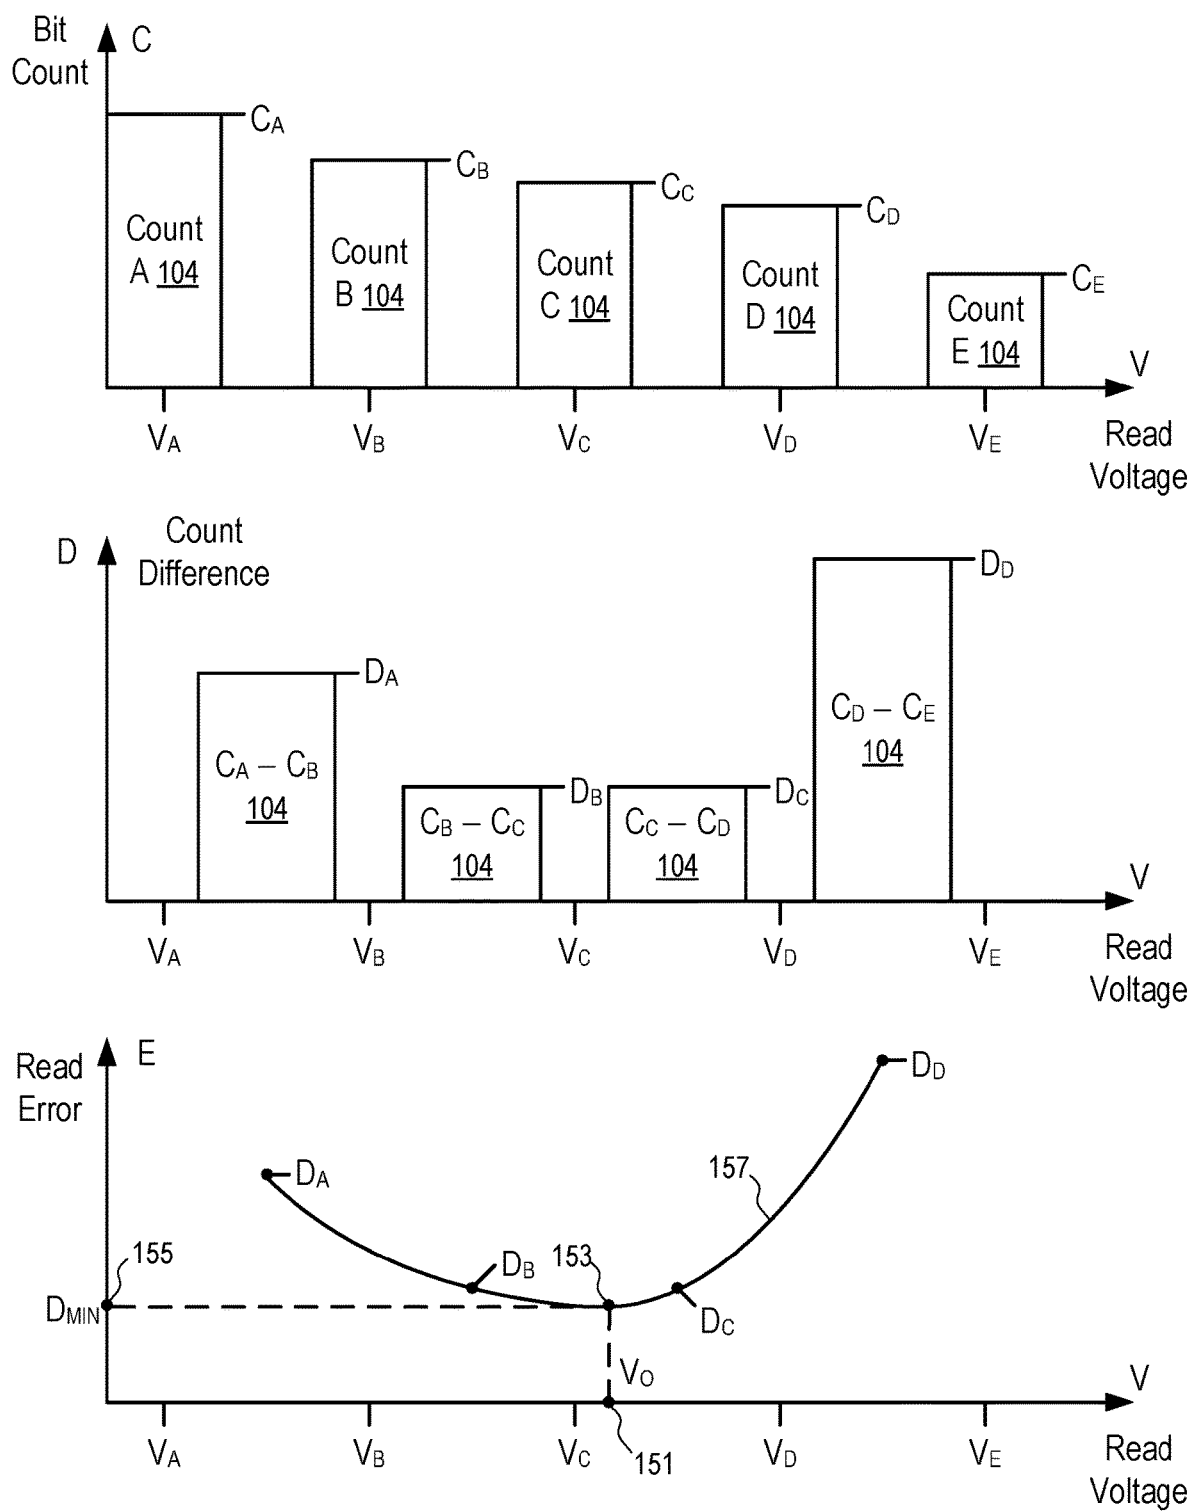 Bit
Count
C
CA
CB
CC
CD
CE
Count
A 104
Count
B 104
Count
C 104
Count
D 104
Count
E 104
V
VA
VB
VC
VD
VE
Read
Voltage
D
Count
Difference
DD
DA
CD – CE
104
CA – CB
104
DB
DC
CB – CC
104
CC – CD
104
V
VA
VB
VC
VD
VE
Read
Voltage
Read
Error
E
DD
DA
157
155
DB
153
DMIN
DC
VO
V
VA
VB
VC
151
VD
VE
Read
Voltage